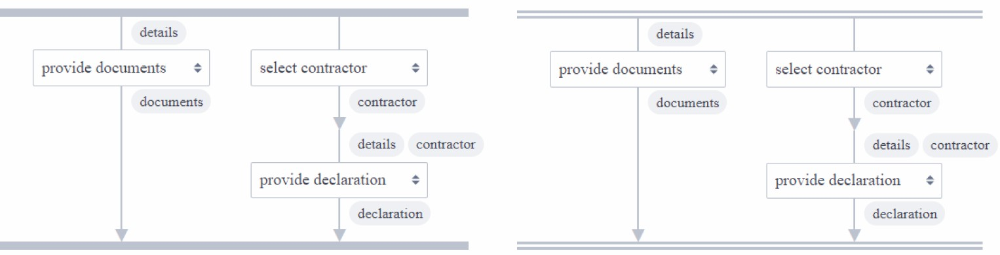 details
provide documents
select contractor
documents
contractor
details contractor
provide declaration
declaration
details
provide documents
select contractor
documents
contractor
details contractor
provide declaration
declaration